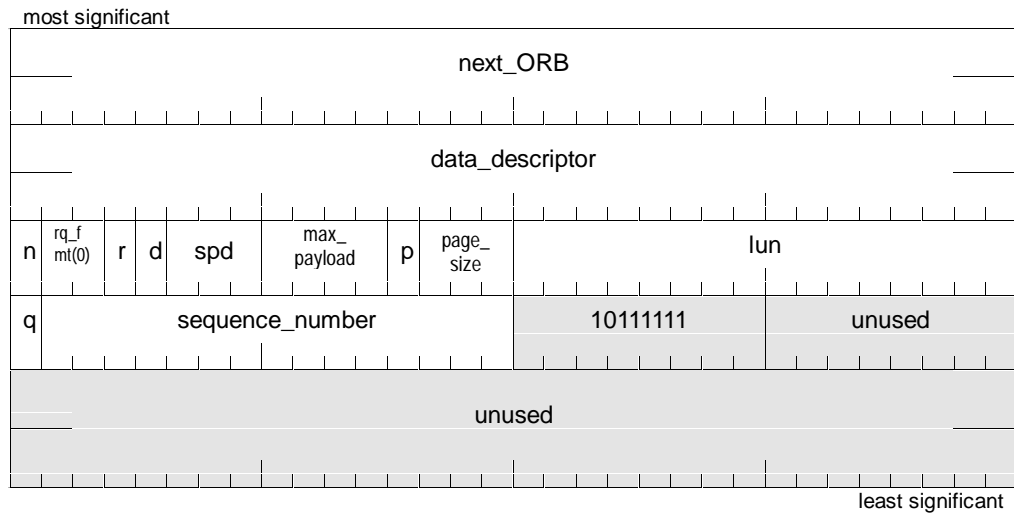 most significant
next_ORB
data_descriptor
n rq_f mt(0) r d spd max_ payload p page_ size lun
q sequence_number 10111111 unused
unused
least significant